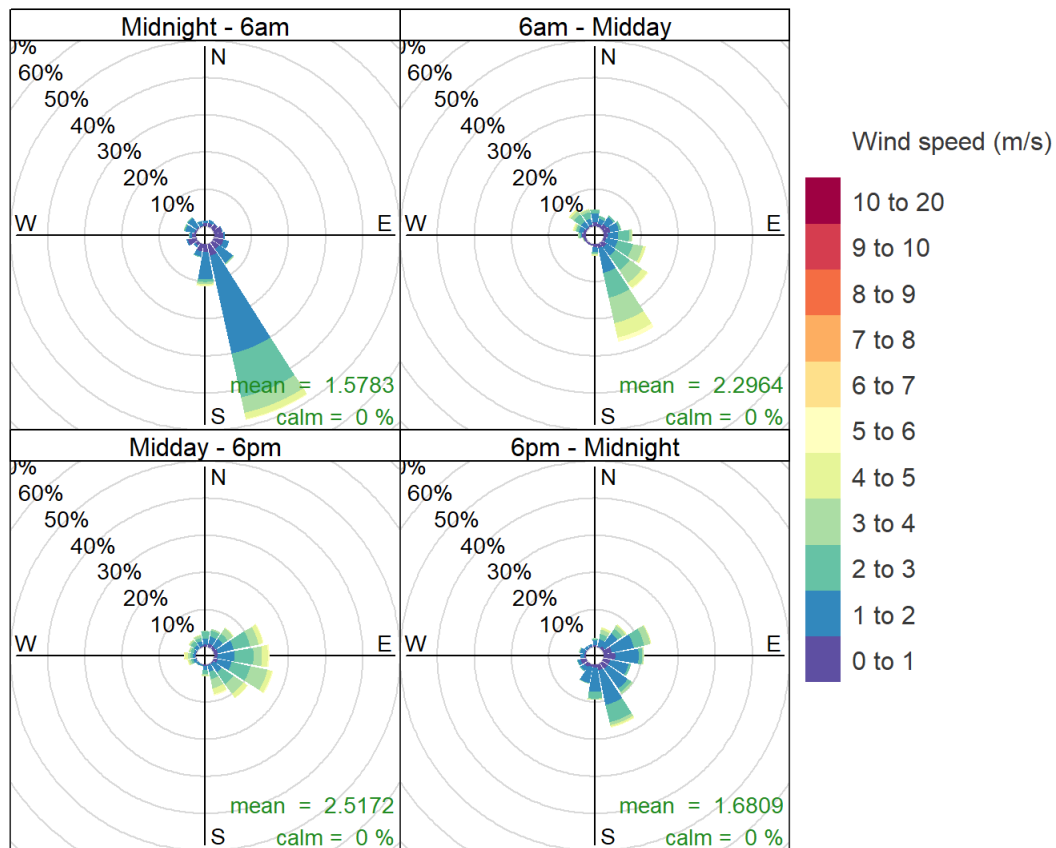 Midnight - 6am
0%
60%
50%
40%
30%
20%
10%
N
W
E
S
mean = 1.5783
calm = 0 %
6am - Midday
0%
60%
50%
40%
30%
20%
10%
N
W
E
S
mean = 2.2964
calm = 0 %
Midday - 6pm
0%
60%
50%
40%
30%
20%
10%
N
W
E
S
mean = 2.5172
calm = 0 %
6pm - Midnight
0%
60%
50%
40%
30%
20%
10%
N
W
E
S
mean = 1.6809
calm = 0 %
Wind speed (m/s)
10 to 20
9 to 10
8 to 9
7 to 8
6 to 7
5 to 6
4 to 5
3 to 4
2 to 3
1 to 2
0 to 1